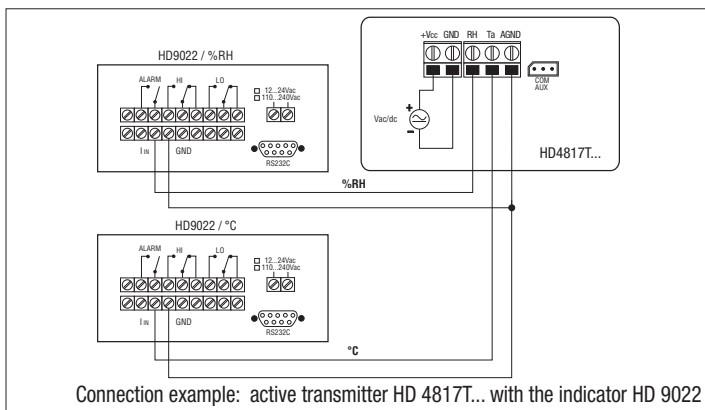 HD9022 / %RH
ALARM HI LO
12...24Vac
110...240Vac
I IN GND
RS232C
+Vcc GND RH Ta AGND
COM
AUX
+
Vac/dc
–
HD4817T...
%RH
HD9022 / °C
ALARM HI LO
12...24Vac
110...240Vac
I IN GND
RS232C
°C
Connection example: active transmitter HD 4817T... with the indicator HD 9022